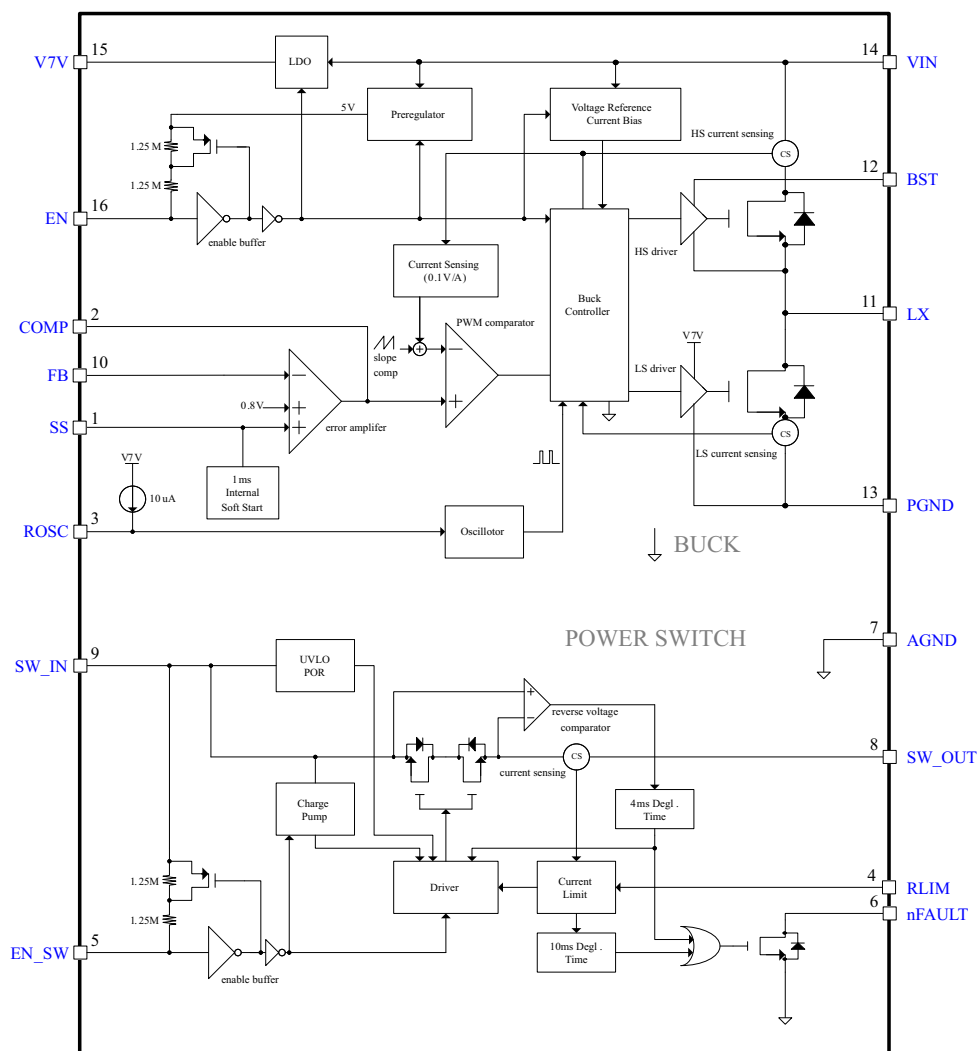 V7V 15
LDO
14 VIN
5V
Preregulator
Voltage Reference
Current Bias
HS current sensing
CS
1.25 M
1.25 M
12 BST
EN 16
enable buffer
HS driver
Current Sensing
(0.1V/A)
Buck
Controller
COMP 2
PWM comparator
11 LX
slope
comp
+
−
+
V7V
LS driver
FB 10
−
0.8V
+
+
error amplifer
SS 1
CS
LS current sensing
V7V
10uA
1ms
Internal
Soft Start
13 PGND
ROSC 3
Oscillotor
BUCK
POWER SWITCH
7 AGND
SW_IN 9
UVLO
POR
+
−
reverse voltage
comparator
current sensing
CS
8 SW_OUT
Charge
Pump
4ms Degl.
Time
1.25M
1.25M
Driver
Current
Limit
4 RLIM
6 nFAULT
EN_SW 5
enable buffer
10ms Degl.
Time